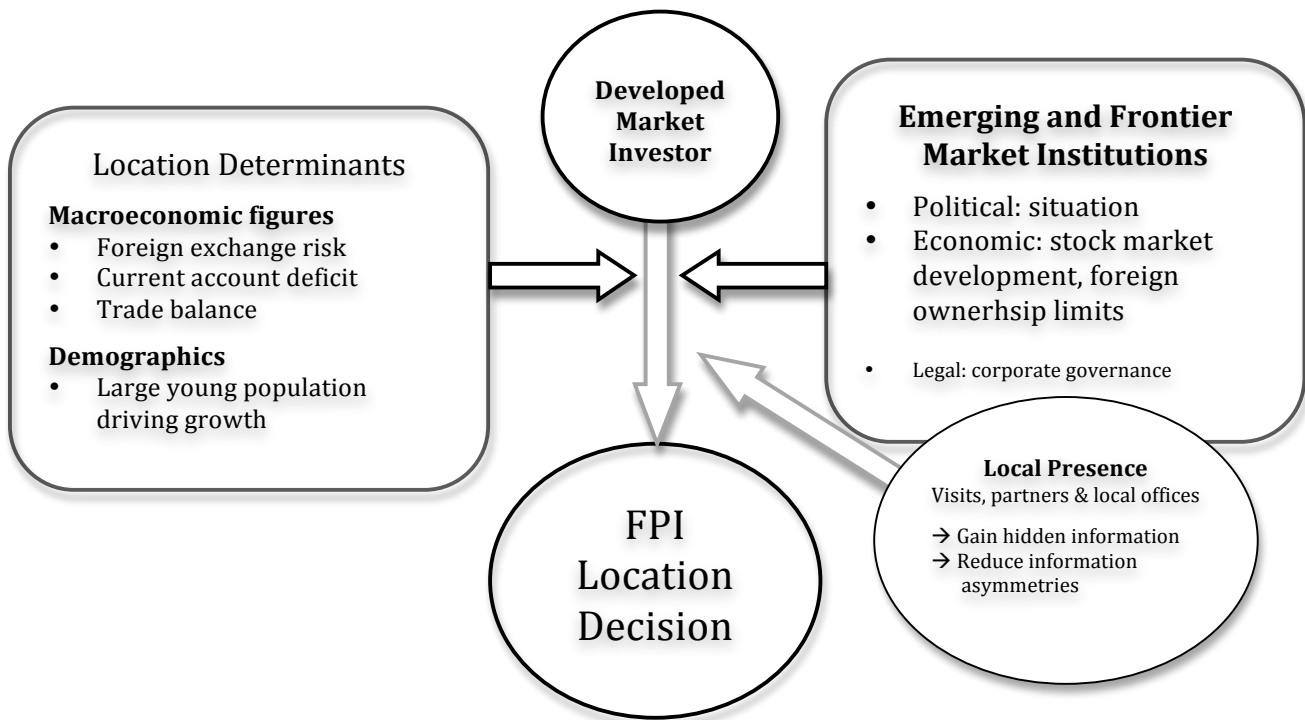 Developed
Market
Investor
Location Determinants
Macroeconomic figures
• Foreign exchange risk
• Current account deficit
• Trade balance
Demographics
• Large young population
driving growth
Emerging and Frontier
Market Institutions
• Political: situation
• Economic: stock market
development, foreign
ownerhsip limits
• Legal: corporate governance
Local Presence
Visits, partners & local offices
→ Gain hidden information
→ Reduce information
asymmetries
FPI
Location
Decision